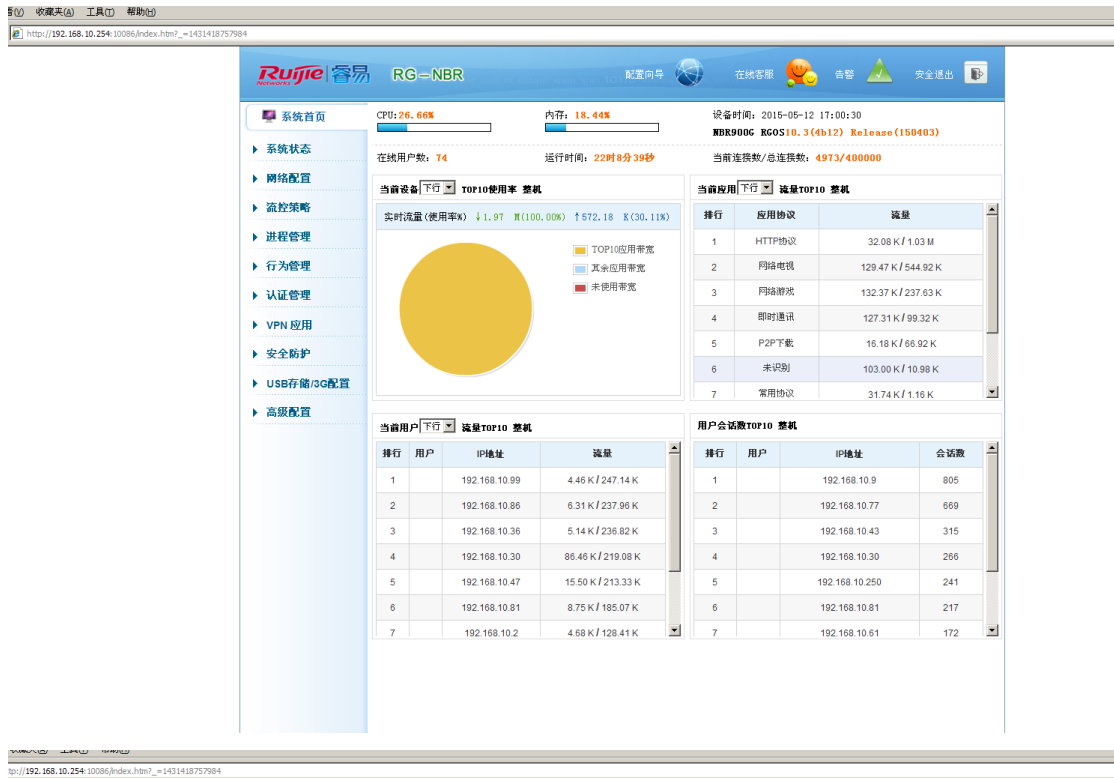 看(V) 收藏夹(A) 工具(T) 帮助(H)
http://192.168.10.254:10086/index.htm?_=1431418757984
Ruijie Networks 容易 RG-NBR 配置向导 在线客服 告警 安全退出
系统首页
系统状态
网络配置
流控策略
进程管理
行为管理
认证管理
VPN 应用
安全防护
USB存储/3G配置
高级配置
CPU:26.66% 内存: 18.44% 设备时间: 2015-05-12 17:00:30
NBR900G RGOS10.3(4b12) Release(150403)
在线用户数: 74 运行时间: 22时8分39秒 当前连接数/总连接数: 4973/400000
当前设备 下行 TOP10使用率 整机
实时流量(使用率%) ↓1.97 M(100.00%) ↑572.18 K(30.11%)
TOP10应用带宽
其余应用带宽
未使用带宽
当前应用 下行 流量TOP10 整机
排行 应用协议 流量
1 HTTP协议 32.08 K / 1.03 M
2 网络电视 129.47 K / 544.92 K
3 网络游戏 132.37 K / 237.63 K
4 即时通讯 127.31 K / 99.32 K
5 P2P下载 16.18 K / 66.92 K
6 未识别 103.00 K / 10.98 K
7 常用协议 31.74 K / 1.16 K
当前用户 下行 流量TOP10 整机
排行 用户 IP地址 流量
1 192.168.10.99 4.46 K / 247.14 K
2 192.168.10.86 6.31 K / 237.96 K
3 192.168.10.36 5.14 K / 236.82 K
4 192.168.10.30 86.46 K / 219.08 K
5 192.168.10.47 15.50 K / 213.33 K
6 192.168.10.81 8.75 K / 185.07 K
7 192.168.10.2 4.68 K / 128.41 K
用户会话数TOP10 整机
排行 用户 IP地址 会话数
1 192.168.10.9 805
2 192.168.10.77 669
3 192.168.10.43 315
4 192.168.10.30 266
5 192.168.10.250 241
6 192.168.10.81 217
7 192.168.10.61 172
收藏夹(A) 工具(T) 帮助(H)
tp://192.168.10.254:10086/index.htm?_=1431418757984